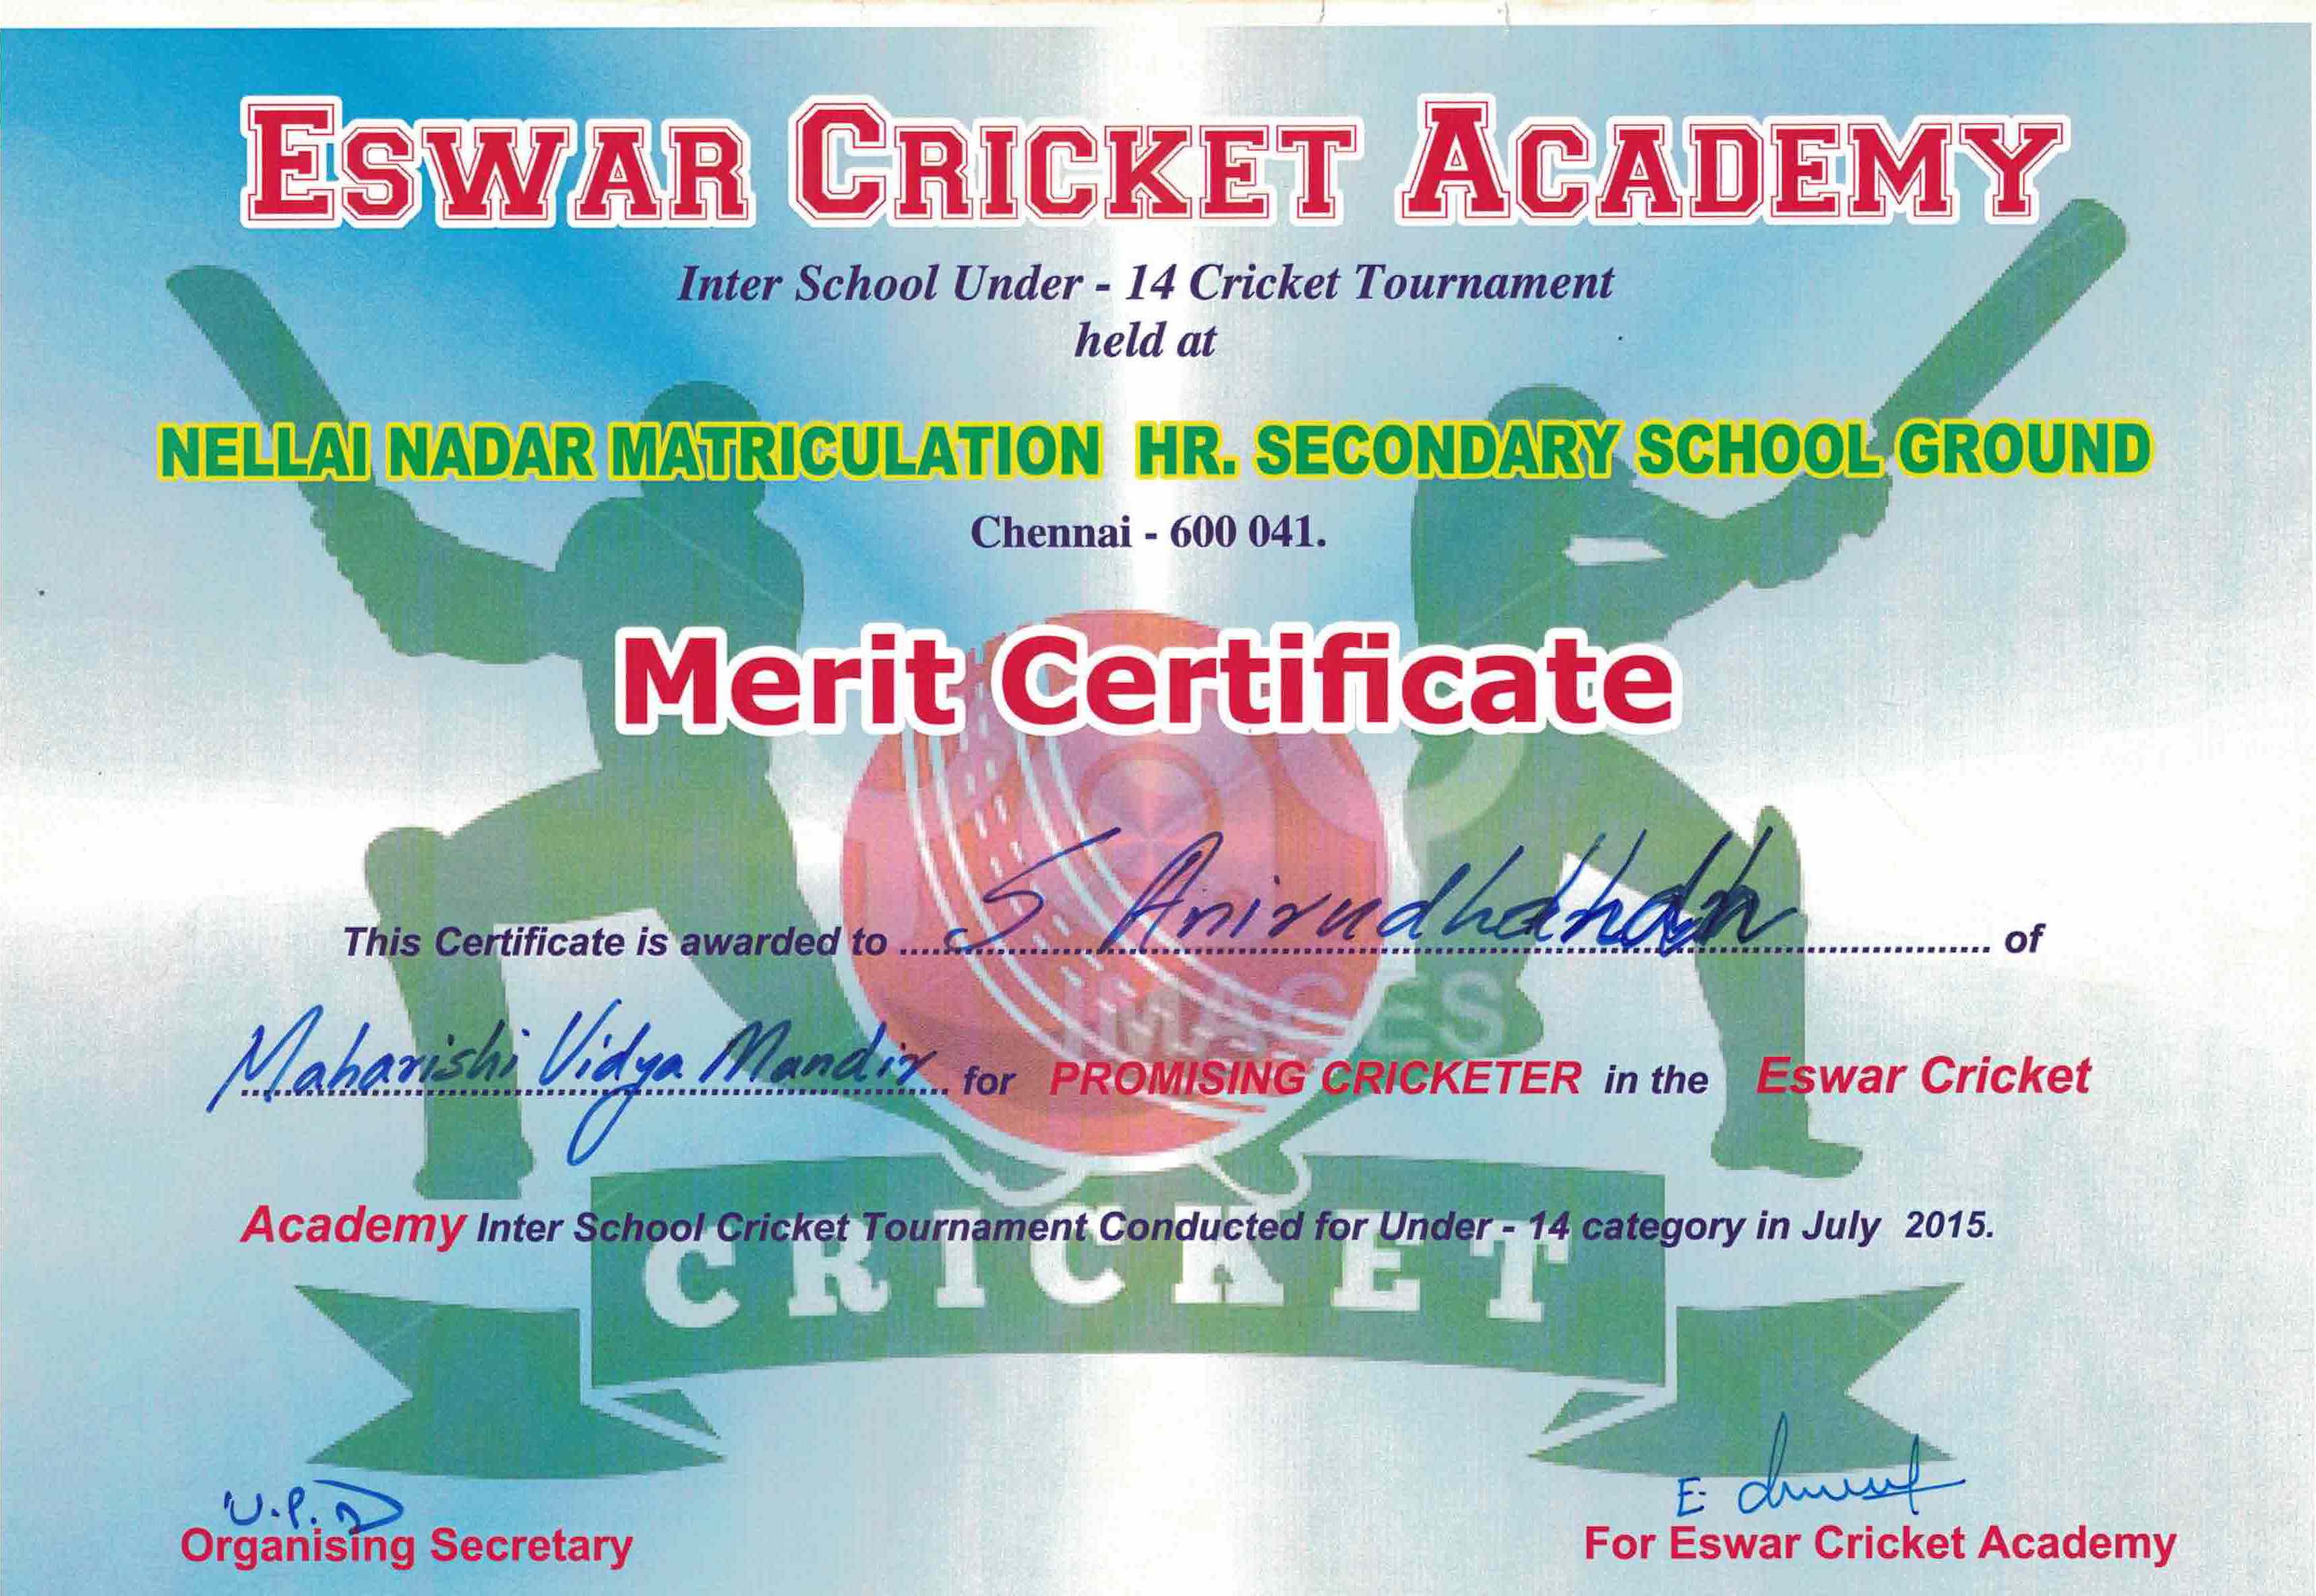 ESWAR CRICKET ACADEMY
Inter School Under - 14 Cricket Tournament
held at
NELLAI NADAR MATRICULATION HR. SECONDARY SCHOOL GROUND
Chennai - 600 041.
Merit Certificate
This Certificate is awarded to S of
Maharishi Vidya Mandir for PROMISING CRICKETER in the Eswar Cricket
Academy Inter School Cricket Tournament Conducted for Under - 14 category in July 2015.
CRICKET
IMAGES
U.P.
Organising Secretary
E
For Eswar Cricket Academy